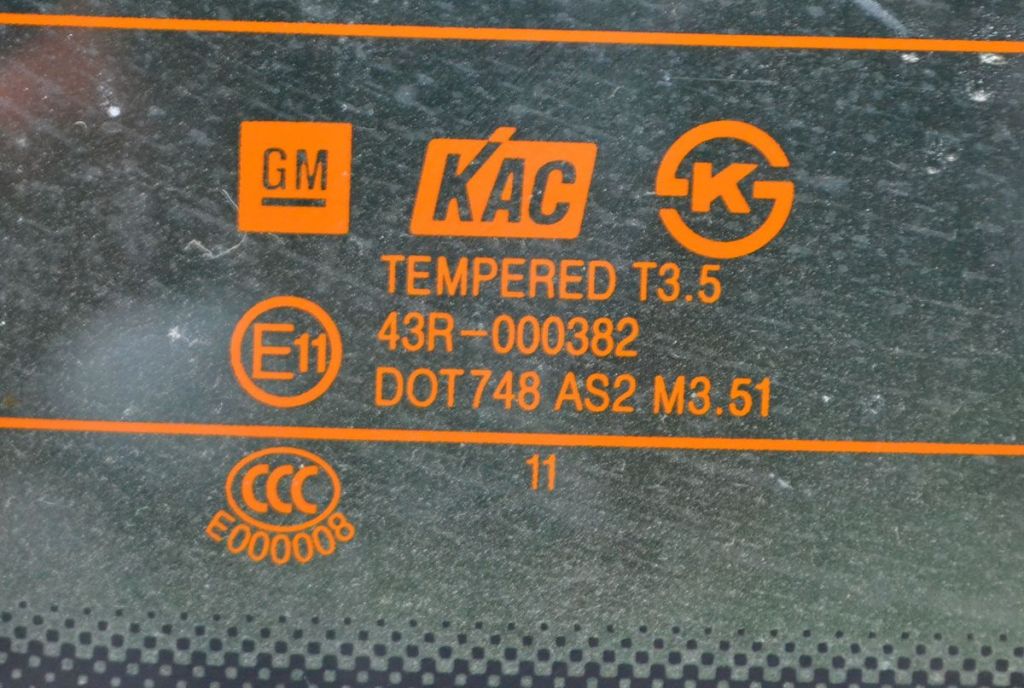 GM KAC K
TEMPERED T3.5
E11 43R-000382
DOT748 AS2 M3.51
CCC 11
E000008